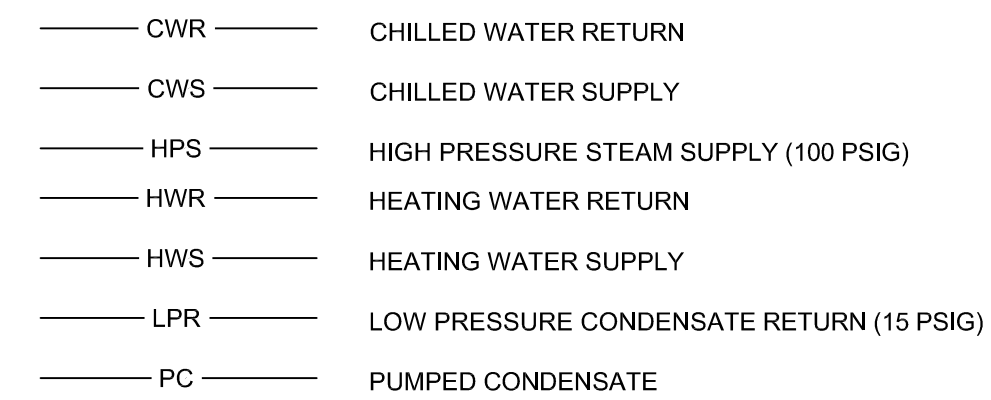 CWR CHILLED WATER RETURN
CWS CHILLED WATER SUPPLY
HPS HIGH PRESSURE STEAM SUPPLY (100 PSIG)
HWR HEATING WATER RETURN
HWS HEATING WATER SUPPLY
LPR LOW PRESSURE CONDENSATE RETURN (15 PSIG)
PC PUMPED CONDENSATE